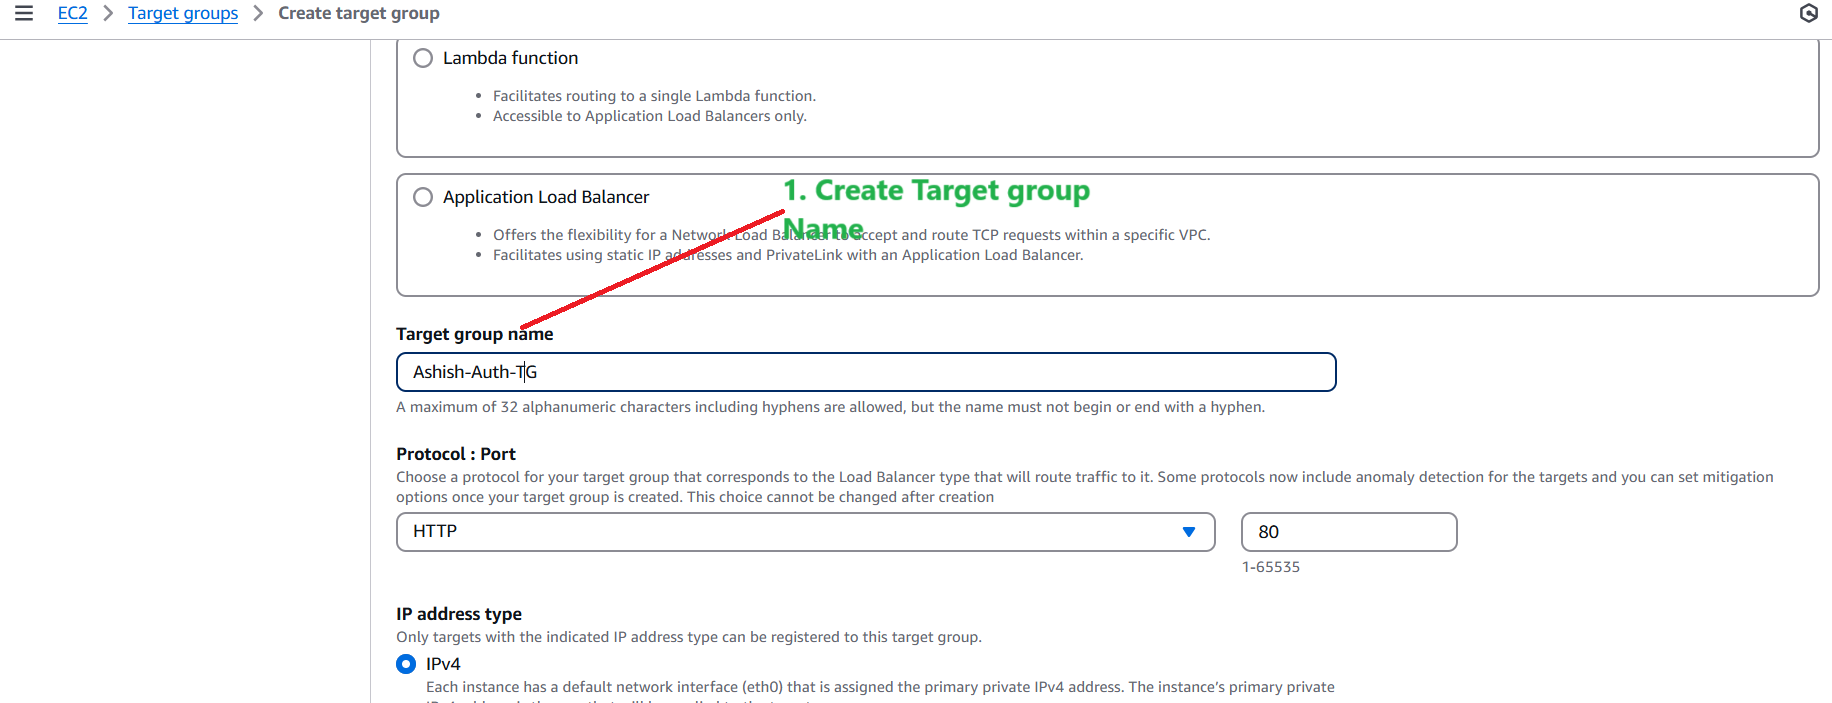 EC2 > Target groups > Create target group
Lambda function
• Facilitates routing to a single Lambda function.
• Accessible to Application Load Balancers only.
1. Create Target group
Name
Application Load Balancer
• Offers the flexibility for a Network Load Balancer to accept and route TCP requests within a specific VPC.
• Facilitates using static IP addresses and PrivateLink with an Application Load Balancer.
Target group name
Ashish-Auth-TG
A maximum of 32 alphanumeric characters including hyphens are allowed, but the name must not begin or end with a hyphen.
Protocol : Port
Choose a protocol for your target group that corresponds to the Load Balancer type that will route traffic to it. Some protocols now include anomaly detection for the targets and you can set mitigation
options once your target group is created. This choice cannot be changed after creation
HTTP 80
1-65535
IP address type
Only targets with the indicated IP address type can be registered to this target group.
IPv4
Each instance has a default network interface (eth0) that is assigned the primary private IPv4 address. The instance's primary private